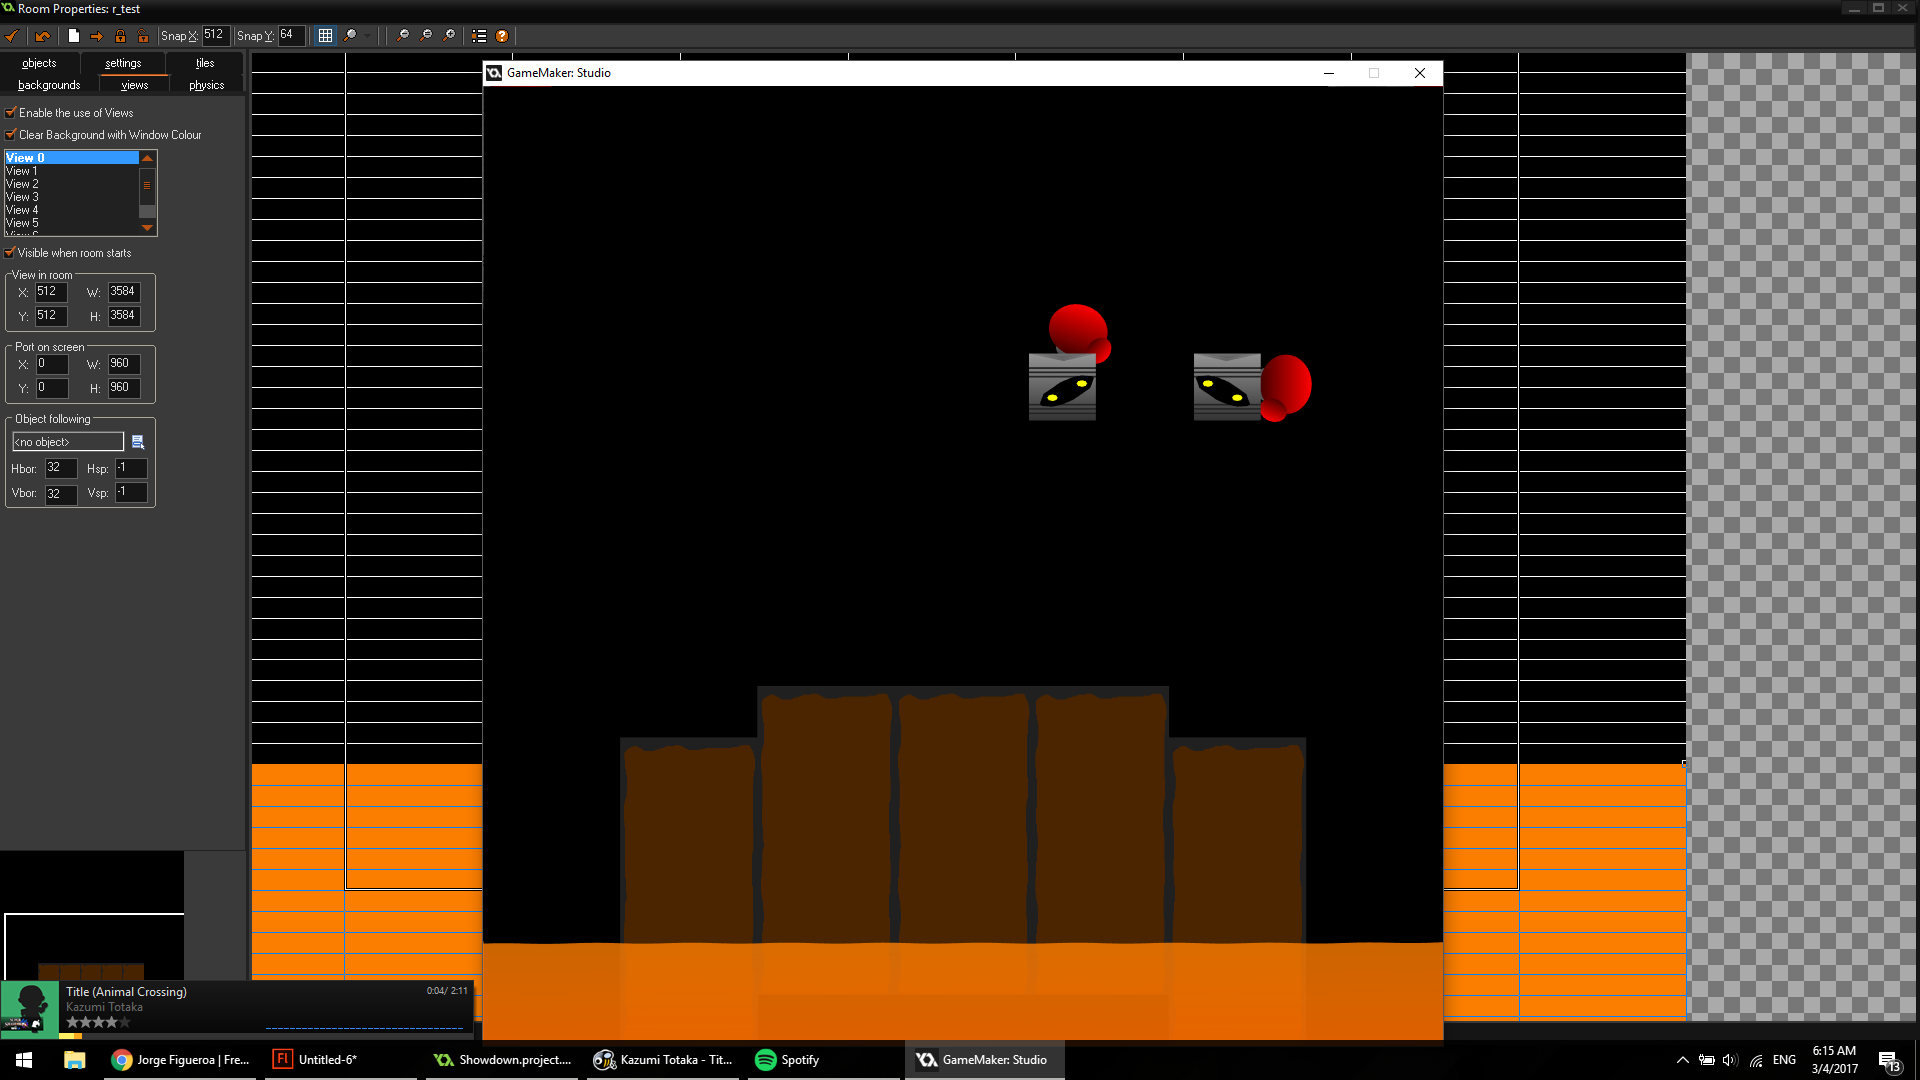 Room Properties: r_test
Snap X: 512 Snap Y: 64
objects settings tiles
backgrounds views physics
Enable the use of Views
Clear Background with Window Colour
View 0
View 1
View 2
View 3
View 4
View 5
Visible when room starts
View in room
X: 512 W: 3584
Y: 512 H: 3584
Port on screen
X: 0 W: 960
Y: 0 H: 960
Object following
<no object>
Hbor: 32 Hsp: -1
Vbor: 32 Vsp: -1
GameMaker: Studio
Title (Animal Crossing) 0:04/ 2:11
Kazumi Totaka
Jorge Figueroa | Fre...
Fl Untitled-6*
Showdown.project....
Kazumi Totaka - Tit...
Spotify
GameMaker: Studio
ENG
6:15 AM
3/4/2017
13